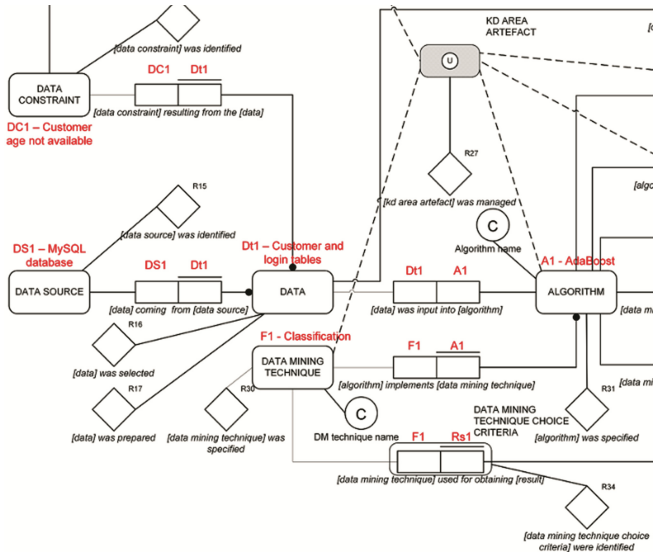 KD AREA
ARTEFACT
[data constraint] was identified
U
DATA
CONSTRAINT
DC1
Dt1
[data constraint] resulting from the [data]
DC1 – Customer
age not available
R27
[kd area artefact] was managed
R15
[data source] was identified
C
Algorithm name
DS1 – MySQL
database
Dt1 – Customer and
login tables
A1 - AdaBoost
DATA SOURCE
DS1
Dt1
[data] coming from [data source]
DATA
Dt1
A1
[data] was input into [algorithm]
ALGORITHM
[algo
[data m
R16
[data] was selected
F1 - Classification
DATA MINING
TECHNIQUE
F1
A1
[algorithm] implements [data mining technique]
R17
[data] was prepared
R30
[data mining technique] was
specified
C
DM technique name
[data mi
R31
[algorithm] was specified
DATA MINING
TECHNIQUE CHOICE
CRITERIA
F1
Rs1
[data mining technique] used for obtaining [result]
R34
[data mining technique choice
criteria] were identified